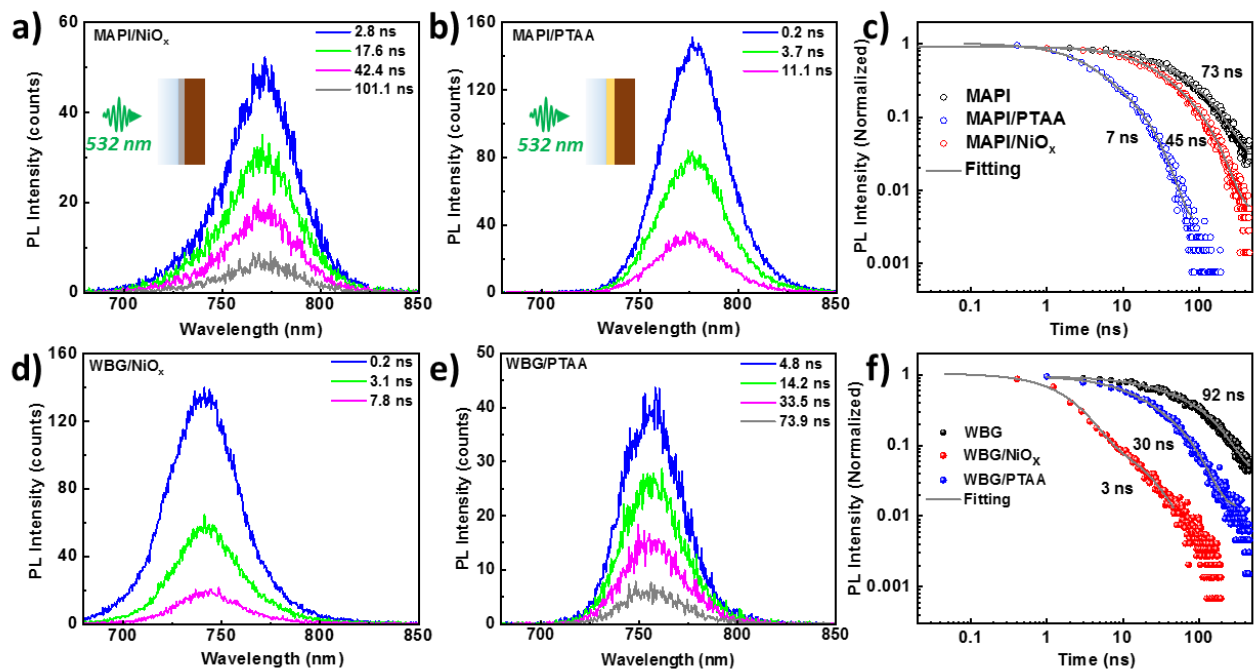 a)
MAPI/NiOx
2.8 ns
17.6 ns
42.4 ns
101.1 ns
532 nm
PL Intensity (counts)
60
40
20
0
700 750 800 850
Wavelength (nm)
b)
MAPI/PTAA
0.2 ns
3.7 ns
11.1 ns
532 nm
PL Intensity (counts)
160
120
80
40
0
700 750 800 850
Wavelength (nm)
c)
PL Intensity (Normalized)
1
0.1
0.01
0.001
73 ns
MAPI
MAPI/PTAA
MAPI/NiOx
Fitting
7 ns
45 ns
0.1 1 10 100
Time (ns)
d)
WBG/NiOx
0.2 ns
3.1 ns
7.8 ns
PL Intensity (counts)
160
120
80
40
0
700 750 800 850
Wavelength (nm)
e)
WBG/PTAA
4.8 ns
14.2 ns
33.5 ns
73.9 ns
PL Intensity (counts)
50
40
30
20
10
0
700 750 800 850
Wavelength (nm)
f)
PL Intensity (Normalized)
1
0.1
0.01
0.001
92 ns
WBG
WBG/NiOx
WBG/PTAA
Fitting
30 ns
3 ns
0.1 1 10 100
Time (ns)